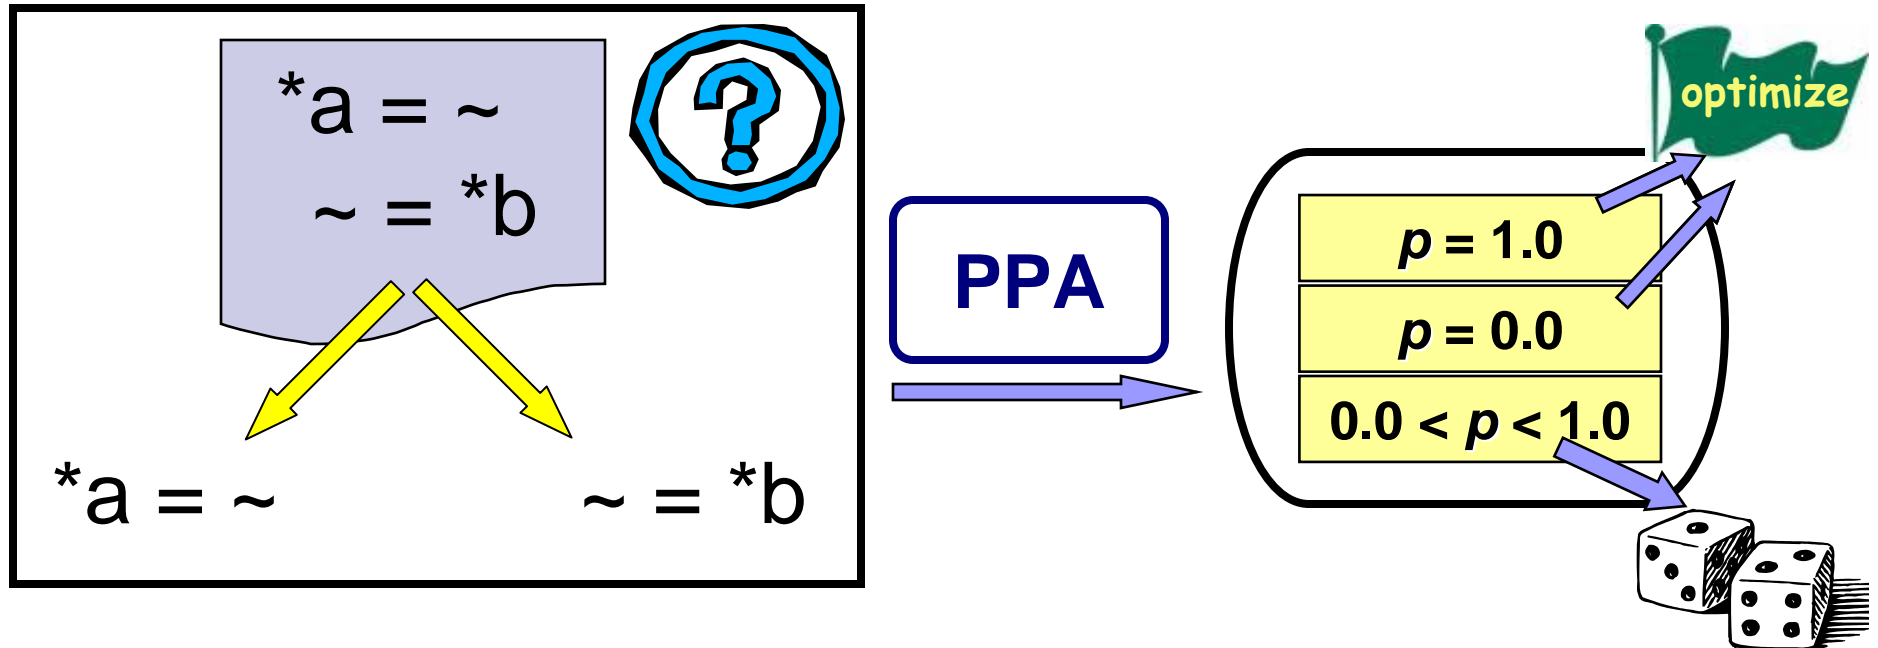 *a = ~
~ = *b
*a = ~
~ = *b
PPA
optimize
p = 1.0
p = 0.0
0.0 < p < 1.0